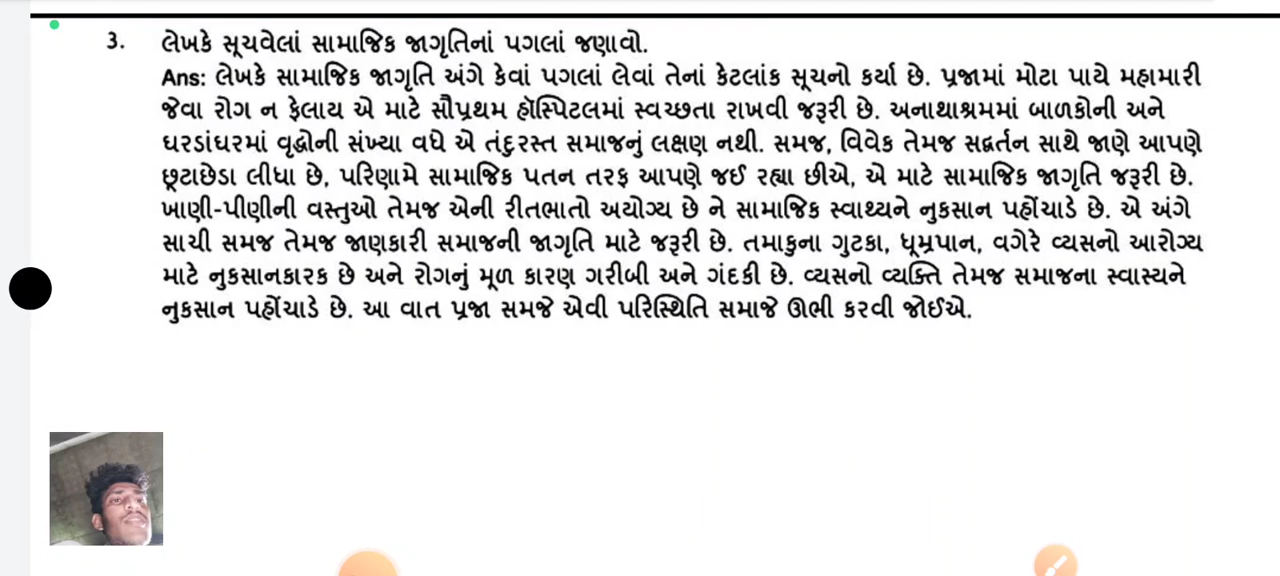 3. લેખકે સૂચવેલાં સામાજિક જાગૃતિનાં પગલાં જણાવો.
Ans: લેખકે સામાજિક જાગૃતિ અંગે કેવાં પગલાં લેવાં તેનાં કેટલાંક સૂચનો કર્યાં છે. પ્રજામાં મોટા પાયે મહામારી
જેવા રોગ ન ફેલાય એ માટે સૌપ્રથમ હૉસ્પિટલમાં સ્વચ્છતા રાખવી જરૂરી છે. અનાથાશ્રમમાં બાળકોની અને
ઘરડાંઘરમાં વૃદ્ધોની સંખ્યા વધે એ તંદુરસ્ત સમાજનું લક્ષણ નથી. સમજ, વિવેક તેમજ સદ્વર્તન સાથે જાણે આપણે
છૂટાછેડા લીધા છે, પરિણામે સામાજિક પતન તરફ આપણે જઈ રહ્યા છીએ, એ માટે સામાજિક જાગૃતિ જરૂરી છે.
ખાણી-પીણીની વસ્તુઓ તેમજ એની રીતભાતો અયોગ્ય છે ને સામાજિક સ્વાથ્યને નુકસાન પહોંચાડે છે. એ અંગે
સાચી સમજ તેમજ જાણકારી સમાજની જાગૃતિ માટે જરૂરી છે. તમાકુના ગુટકા, ધૂમ્રપાન, વગેરે વ્યસનો આરોગ્ય
માટે નુકસાનકારક છે અને રોગનું મૂળ કારણ ગરીબી અને ગંદકી છે. વ્યસનો વ્યક્તિ તેમજ સમાજના સ્વાસ્યને
નુકસાન પહોંચાડે છે. આ વાત પ્રજા સમજે એવી પરિસ્થિતિ સમાજે ઊભી કરવી જોઈએ.